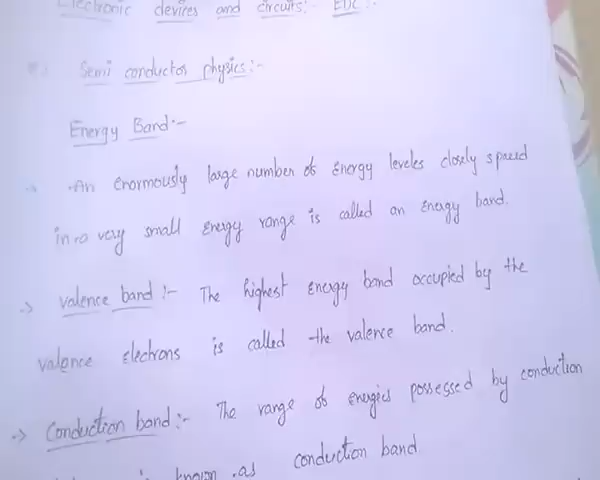 Electronic devices and circuits:- EDC :-
Semi conductor physics:-
Energy Band:-
→ An enormously large number of energy leveles closely spaced
in a very small energy range is called an energy band.
→ valence band :- The highest energy band occupied by the
valence electrons is called the valence band.
→ Conduction band:- The range of energies possessed by conduction
is known as conduction band